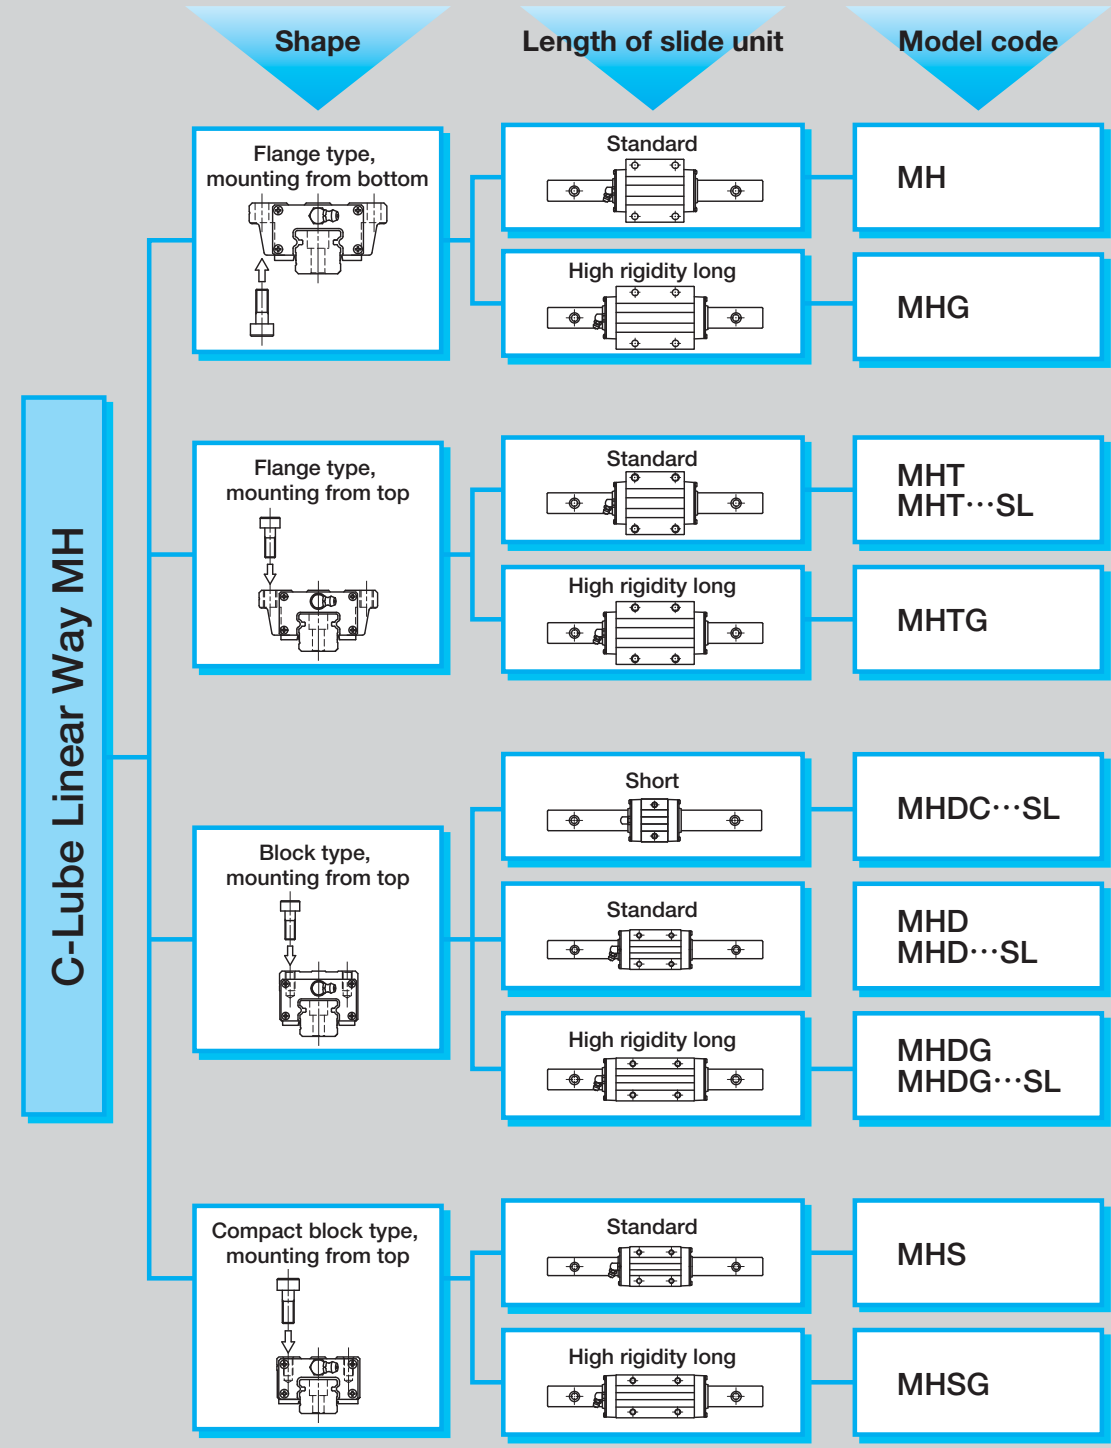 Shape
Length of slide unit
Model code
C-Lube Linear Way MH
Flange type,
mounting from bottom
Standard
MH
High rigidity long
MHG
Flange type,
mounting from top
Standard
MHT
MHT···SL
High rigidity long
MHTG
Block type,
mounting from top
Short
MHDC···SL
Standard
MHD
MHD···SL
High rigidity long
MHDG
MHDG···SL
Compact block type,
mounting from top
Standard
MHS
High rigidity long
MHSG